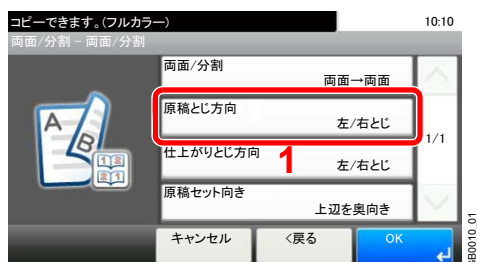 コピーできます。(フルカラー)
10:10
両面/分割 - 両面/分割
両面/分割
両面→両面
原稿とじ方向
左/右とじ
1/1
仕上がりとじ方向
1
左/右とじ
原稿セット向き
上辺を奥向き
キャンセル
<戻る
OK
A
B
1 2
2 1